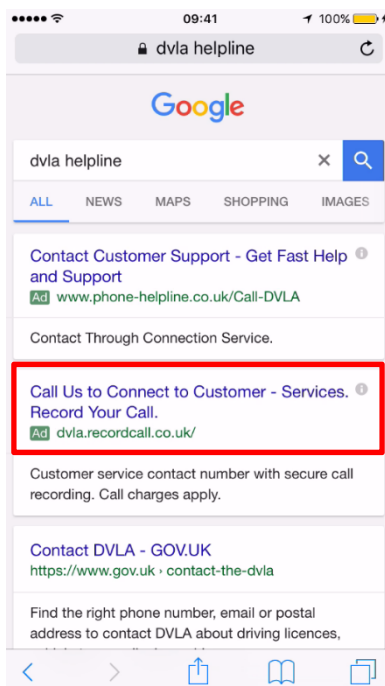 09:41
100%
dvla helpline
Google
dvla helpline
ALL NEWS MAPS SHOPPING IMAGES
Contact Customer Support - Get Fast Help
and Support
Ad www.phone-helpline.co.uk/Call-DVLA
Contact Through Connection Service.
Call Us to Connect to Customer - Services.
Record Your Call.
Ad dvla.recordcall.co.uk/
Customer service contact number with secure call
recording. Call charges apply.
Contact DVLA - GOV.UK
https://www.gov.uk › contact-the-dvla
Find the right phone number, email or postal
address to contact DVLA about driving licences,